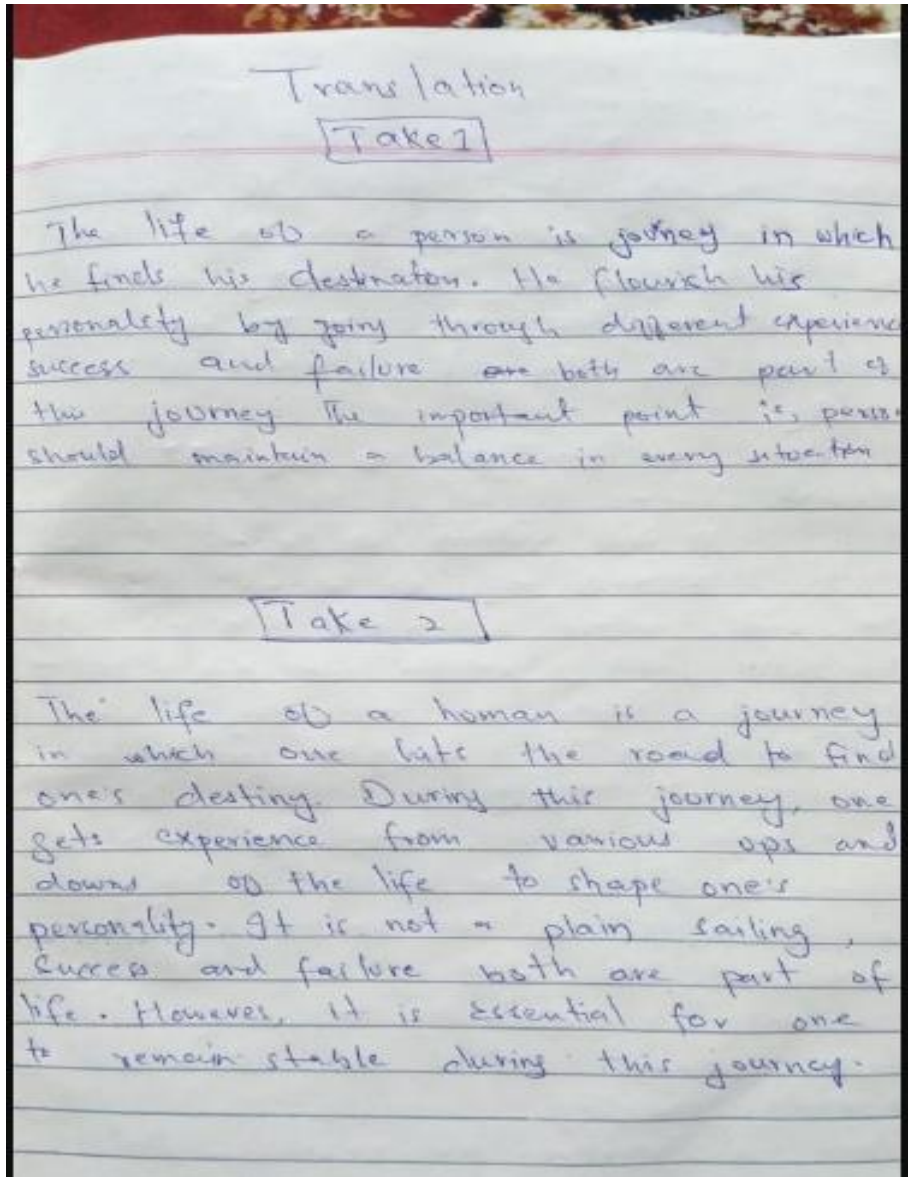 Translation
Take 1
The life of a person is journey in which
he finds his destinaton. He flourish his
personality by going through different experienc
success and failure are both are part of
this journey The important point is, person
should maintain a balance in every situation
Take 2
The life of a human is a journey
in which one the road to find
one's destiny. During this journey, one
gets experience from various ups and
downs of the life to shape one's
personality. It is not a plain sailing,
Success and failure both are part of
life. However, it is essential for one
to remain stable during this journey.